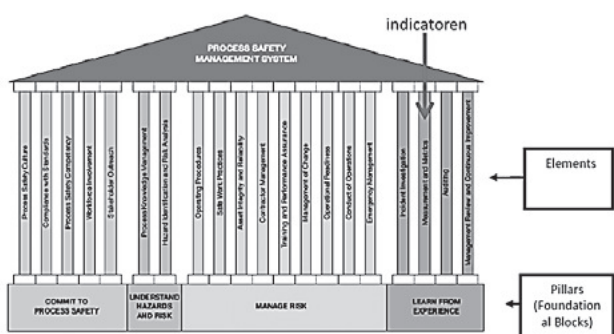 indicatoren
PROCESS SAFETY
MANAGEMENT SYSTEM
Process Safety Culture
Compliance with Standards
Process Safety Competency
Workforce Involvement
Stakeholder Outreach
Process Knowledge Management
Hazard Identification and Risk Analysis
Operating Procedures
Safe Work Practices
Asset Integrity and Reliability
Contractor Management
Training and Performance Assurance
Management of Change
Operational Readiness
Conduct of Operations
Emergency Management
Incident Investigation
Measurement and Metrics
Auditing
Management Review and Continuous Improvement
Elements
COMMIT TO
PROCESS SAFETY
UNDERSTAND
HAZARDS
AND RISK
MANAGE RISK
LEARN FROM
EXPERIENCE
Pillars
(Foundation
al Blocks)